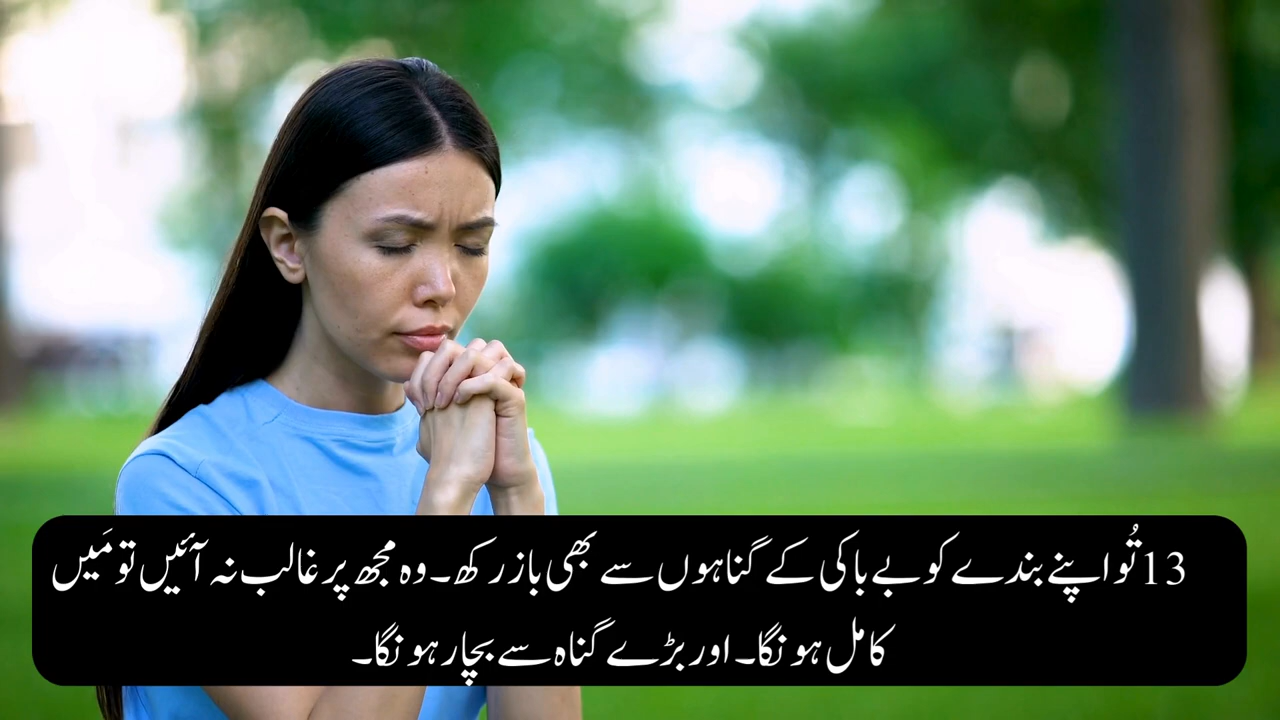 13 تُو اپنے بندے کو بے باکی کے گناہوں سے بھی باز رکھ۔ وہ مجھ پر غالب نہ آئیں تو مَیں
کامل ہونگا۔ اور بڑے گناہ سے بچا رہونگا۔